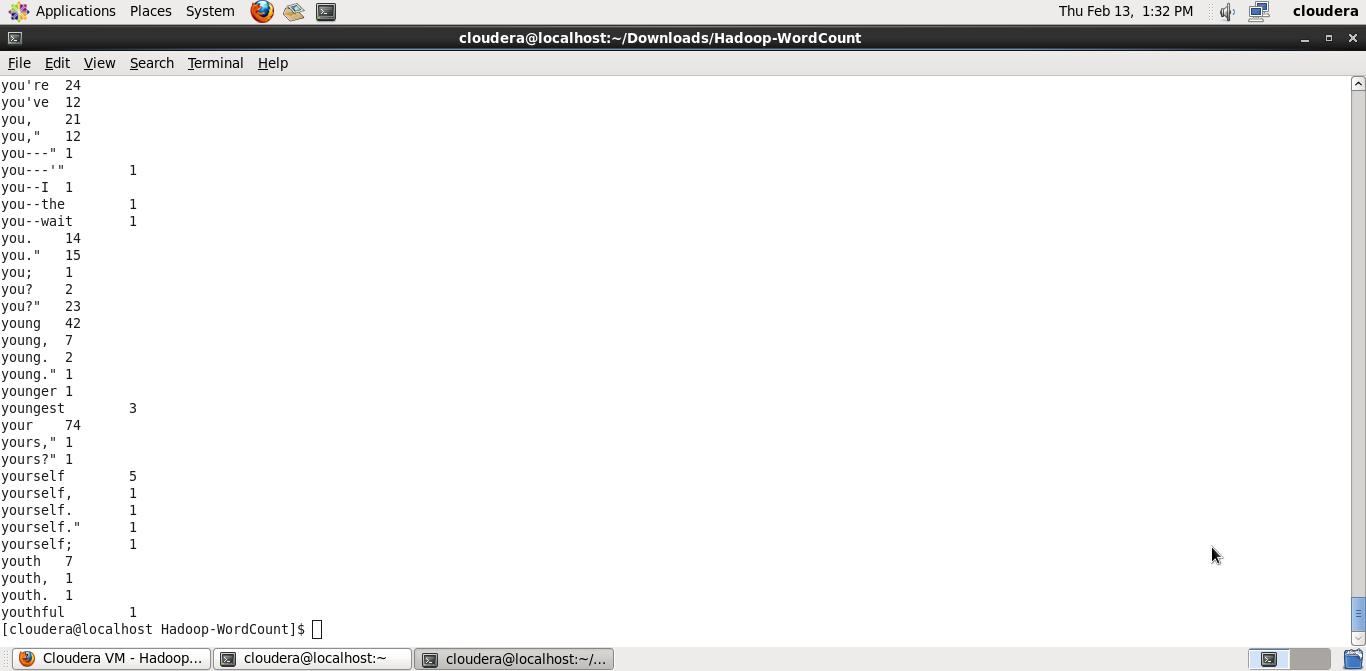 Applications Places System Thu Feb 13, 1:32 PM cloudera
cloudera@localhost:~/Downloads/Hadoop-WordCount
File Edit View Search Terminal Help
you're 24
you've 12
you, 21
you," 12
you---" 1
you---'" 1
you--I 1
you--the 1
you--wait 1
you. 14
you." 15
you; 1
you? 2
you?" 23
young 42
young, 7
young. 2
young." 1
younger 1
youngest 3
your 74
yours," 1
yours?" 1
yourself 5
yourself, 1
yourself. 1
yourself." 1
yourself; 1
youth 7
youth, 1
youth. 1
youthful 1
[cloudera@localhost Hadoop-WordCount]$
Cloudera VM - Hadoop... cloudera@localhost:~ cloudera@localhost:~/...